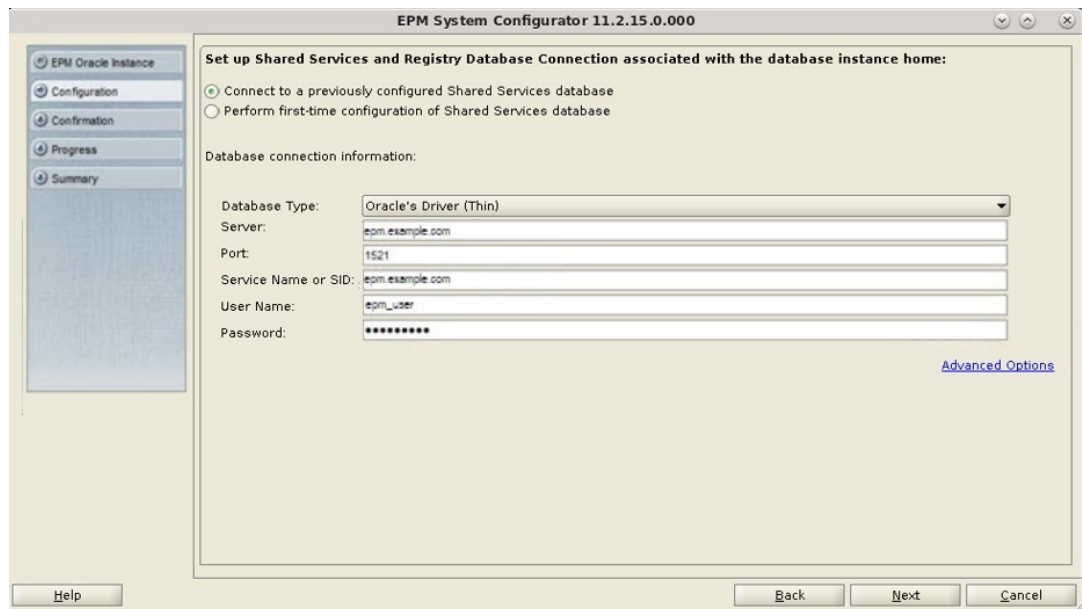 EPM System Configurator 11.2.15.0.000
EPM Oracle Instance
Configuration
Confirmation
Progress
Summary
Set up Shared Services and Registry Database Connection associated with the database instance home:
Connect to a previously configured Shared Services database
Perform first-time configuration of Shared Services database
Database connection information:
Database Type: Oracle's Driver (Thin)
Server: epm.example.com
Port: 1521
Service Name or SID: epm.example.com
User Name: epm_user
Password: •••••••••
Advanced Options
Help Back Next Cancel